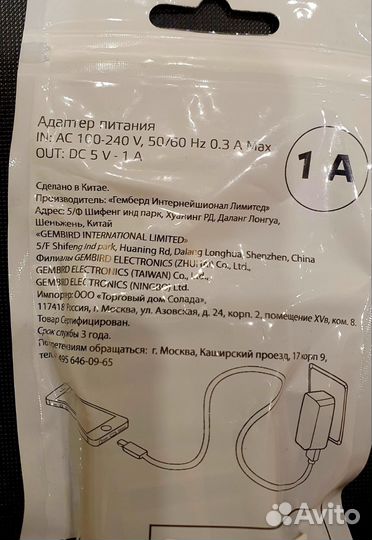 Адаптер питания
IN: AC 100-240 V, 50/60 Hz 0.3 A Max
OUT: DC 5 V - 1 A
1 A
Сделано в Китае.
Производитель: «Гемберд Интернейшионал Лимитед»
Адрес: 5/Ф Шифенг инд парк, Хуанинг РД, Даланг Лонгуа,
Шеньжень, Китай
«GEMBIRD INTERNATIONAL LIMITED»
5/F Shifeng Ind park, Huaning Rd, Dalang Longhua, Shenzhen, China
Филиалы GEMBIRD ELECTRONICS (ZHUHAI) Co., Ltd.,
GEMBIRD ELECTRONICS (TAIWAN) Co., Ltd.,
GEMBIRD ELECTRONICS (NINGBO) Ltd.
Импортер: ООО «Торговый дом Солада»,
117418 Россия, г. Москва, ул. Азовская, д. 24, корп. 2, помещение XVв, ком. 8.
Товар Сертифицирован.
Срок службы 3 года.
По претензиям обращаться: г. Москва, Каширский проезд, 17 корп 9,
495 646-09-65
Avito